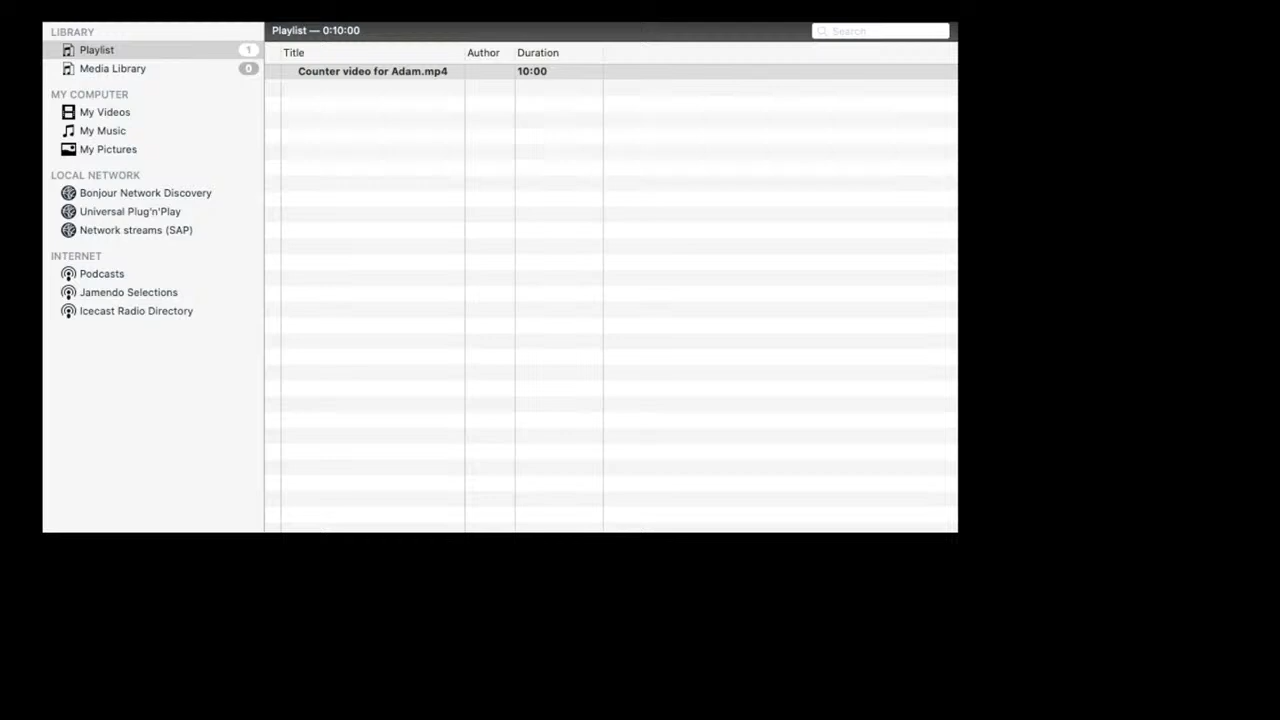 LIBRARY
Playlist 1
Media Library 0
MY COMPUTER
My Videos
My Music
My Pictures
LOCAL NETWORK
Bonjour Network Discovery
Universal Plug'n'Play
Network streams (SAP)
INTERNET
Podcasts
Jamendo Selections
Icecast Radio Directory
Playlist — 0:10:00
Search
Title Author Duration
Counter video for Adam.mp4 10:00